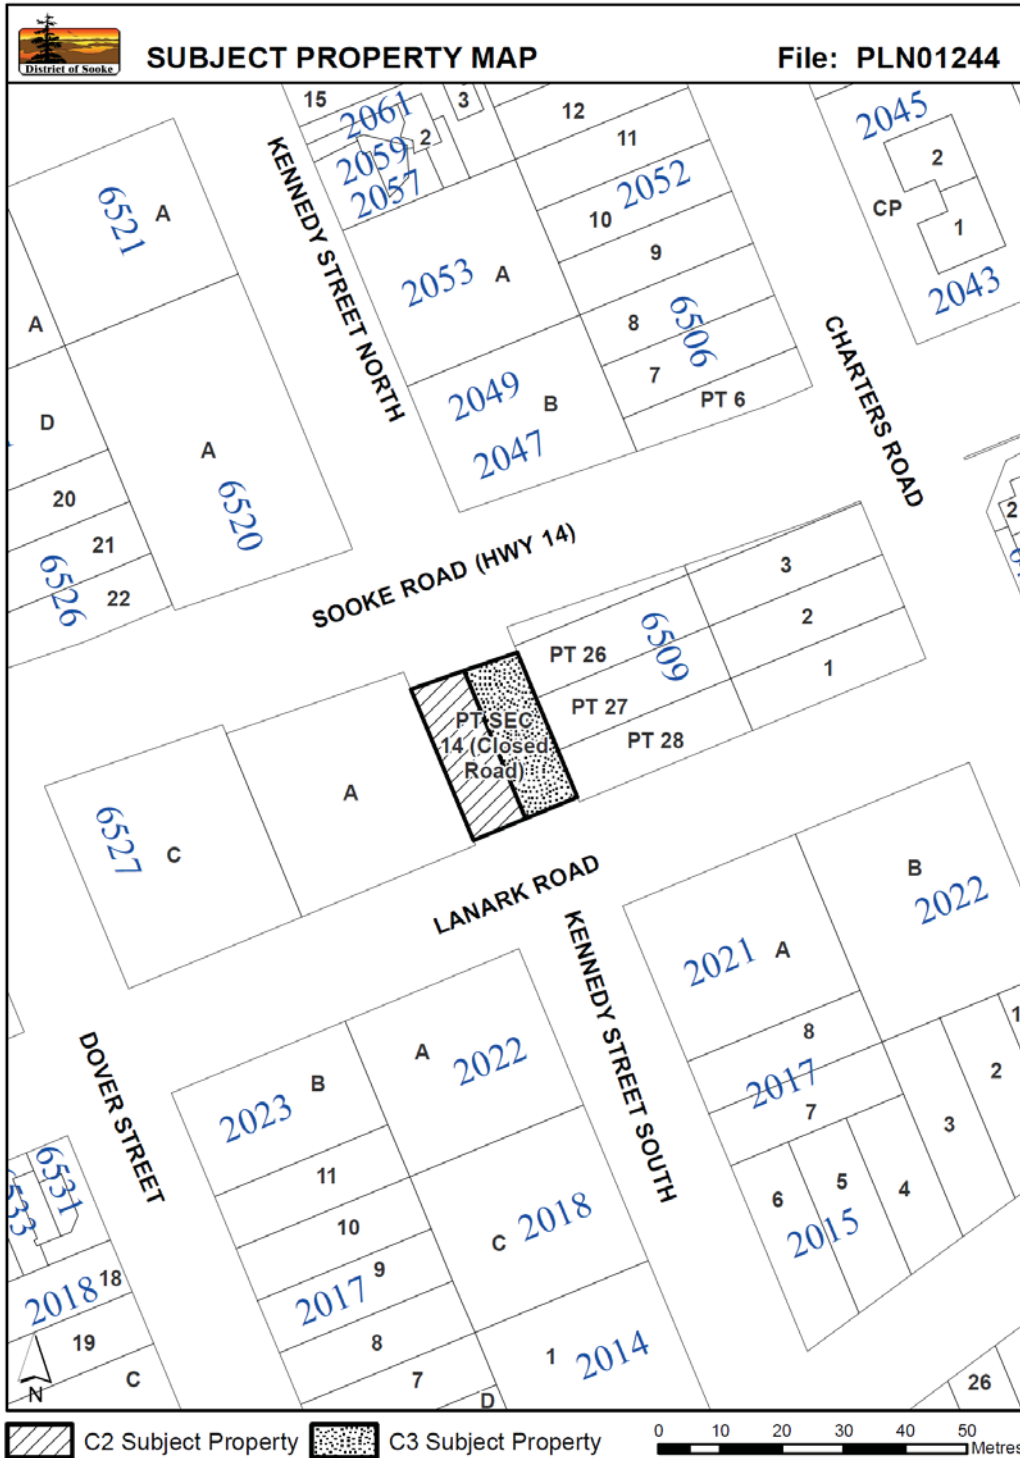 District of Sooke
SUBJECT PROPERTY MAP
File: PLN01244
15
2061
2
3
2059
2057
12
11
2052
10
9
2045
2
CP
1
2043
6521
A
KENNEDY STREET NORTH
2053
A
8
6506
7
PT 6
CHARTERS ROAD
A
D
2049
B
2047
A
6520
20
21
6526
22
SOOKE ROAD (HWY 14)
3
2
2
1
PT 26
6509
PT 27
PT 28
PT SEC
14 (Closed
Road)
A
6527
C
LANARK ROAD
B
2022
2021
A
KENNEDY STREET SOUTH
8
2017
7
1
2
3
4
5
6
2015
DOVER STREET
A
2022
B
2023
11
10
9
2017
8
7
D
C
2018
1
2014
6531
6533
2018
18
19
C
N
26
C2 Subject Property
C3 Subject Property
0 10 20 30 40 50
Metres